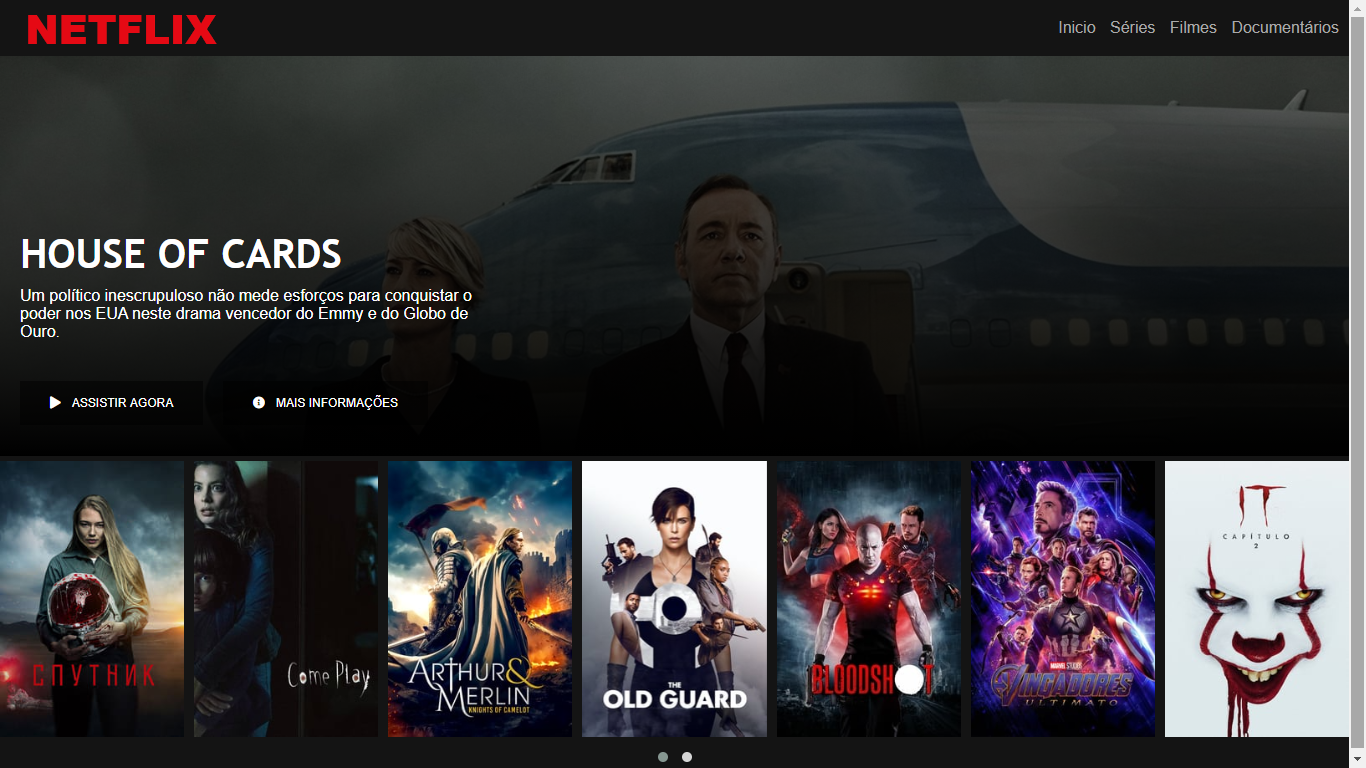 NETFLIX
Inicio Séries Filmes Documentários
HOUSE OF CARDS
Um político inescrupuloso não mede esforços para conquistar o
poder nos EUA neste drama vencedor do Emmy e do Globo de
Ouro.
ASSISTIR AGORA
MAIS INFORMAÇÕES
СПУТНИК
Come Play
ARTHUR &
MERLIN
KNIGHTS OF CAMELOT
THE
OLD GUARD
BLOODSHOT
MARVEL STUDIOS
VINGADORES
ULTIMATO
IT
CAPÍTULO
2